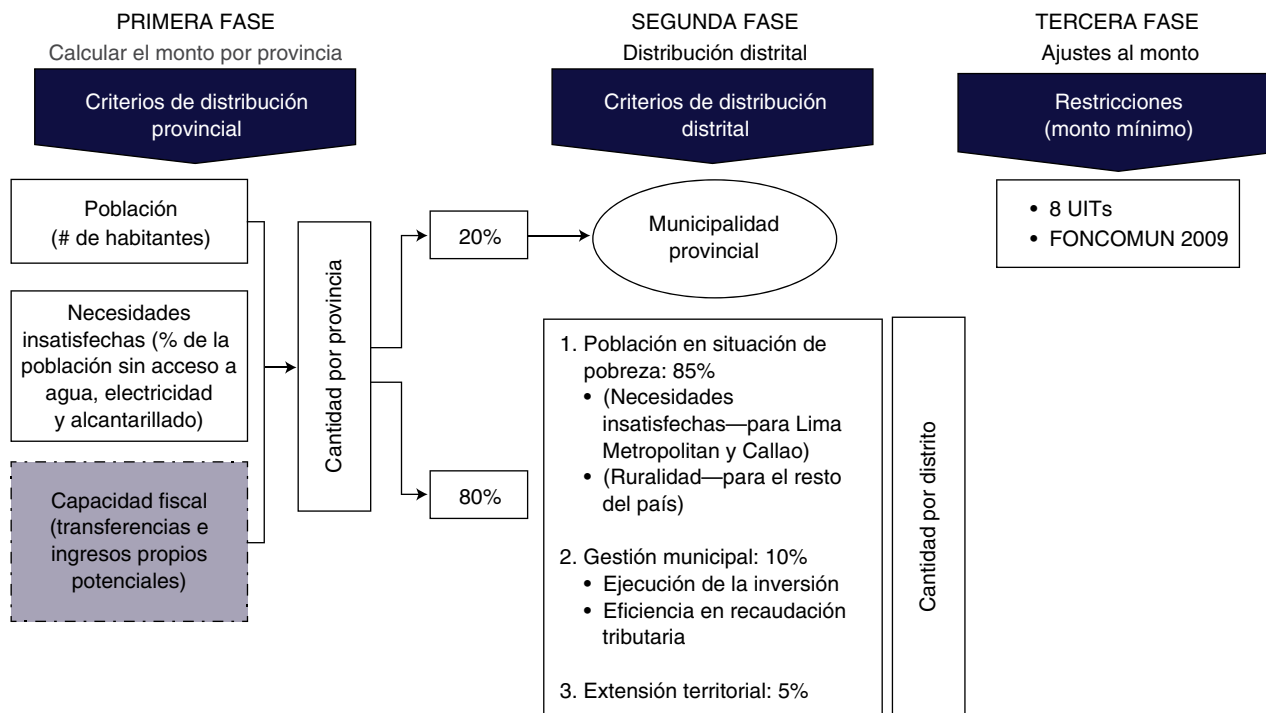 PRIMERA FASE
Calcular el monto por provincia
Criterios de distribución
provincial
Población
(# de habitantes)
Necesidades
insatisfechas (% de la
población sin acceso a
agua, electricidad
y alcantarillado)
Capacidad fiscal
(transferencias e
ingresos propios
potenciales)
Cantidad por provincia
SEGUNDA FASE
Distribución distrital
Criterios de distribución
distrital
20%
Municipalidad
provincial
80%
1. Población en situación de
pobreza: 85%
• (Necesidades
insatisfechas—para Lima
Metropolitan y Callao)
• (Ruralidad—para el resto
del país)
2. Gestión municipal: 10%
• Ejecución de la inversión
• Eficiencia en recaudación
tributaria
3. Extensión territorial: 5%
Cantidad por distrito
TERCERA FASE
Ajustes al monto
Restricciones
(monto mínimo)
• 8 UITs
• FONCOMUN 2009